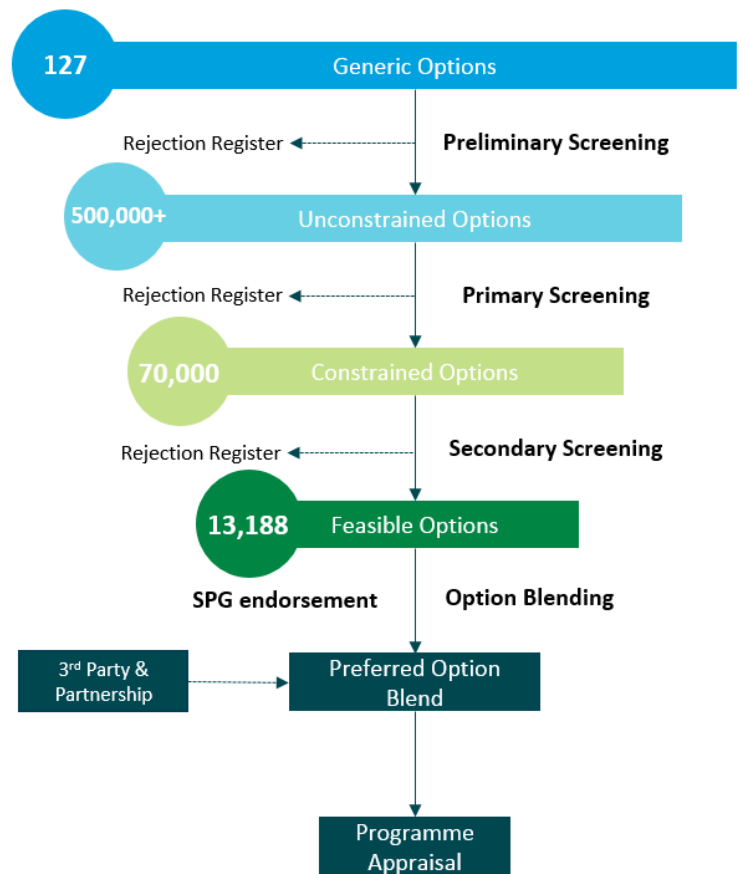 127
Generic Options
Rejection Register
Preliminary Screening
500,000+
Unconstrained Options
Rejection Register
Primary Screening
70,000
Constrained Options
Rejection Register
Secondary Screening
13,188
Feasible Options
SPG endorsement
Option Blending
3rd Party &
Partnership
Preferred Option
Blend
Programme
Appraisal